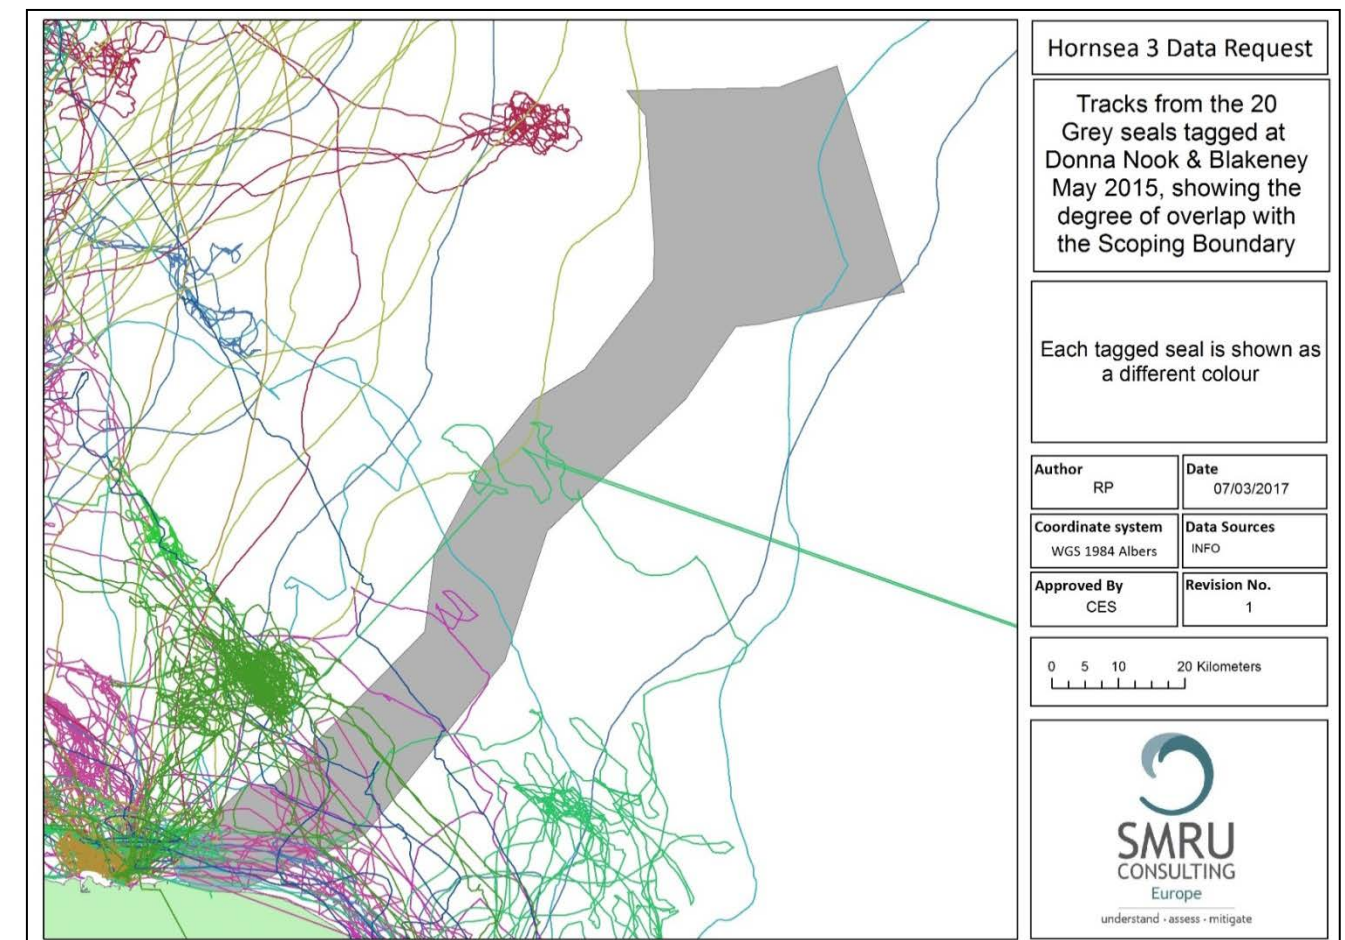 Hornsea 3 Data Request
Tracks from the 20
Grey seals tagged at
Donna Nook & Blakeney
May 2015, showing the
degree of overlap with
the Scoping Boundary
Each tagged seal is shown as
a different colour
Author
RP
Date
07/03/2017
Coordinate system
WGS 1984 Albers
Data Sources
INFO
Approved By
CES
Revision No.
1
0 5 10 20 Kilometers
SMRU
CONSULTING
Europe
understand · assess · mitigate